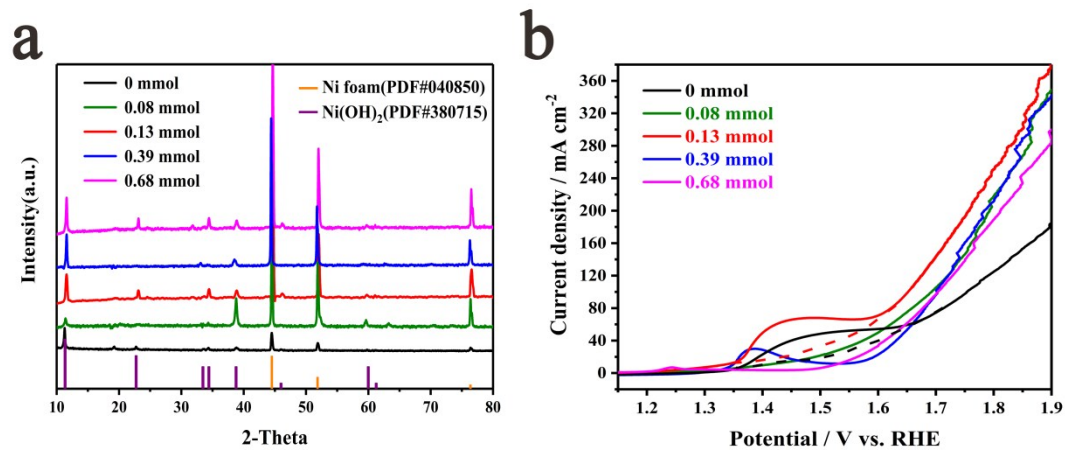 a
Intensity(a.u.)
0 mmol
0.08 mmol
0.13 mmol
0.39 mmol
0.68 mmol
Ni foam(PDF#040850)
Ni(OH)₂(PDF#380715)
10 20 30 40 50 60 70 80
2-Theta
b
Current density / mA cm⁻²
360
320
280
240
200
160
120
80
40
0
0 mmol
0.08 mmol
0.13 mmol
0.39 mmol
0.68 mmol
1.2 1.3 1.4 1.5 1.6 1.7 1.8 1.9
Potential / V vs. RHE